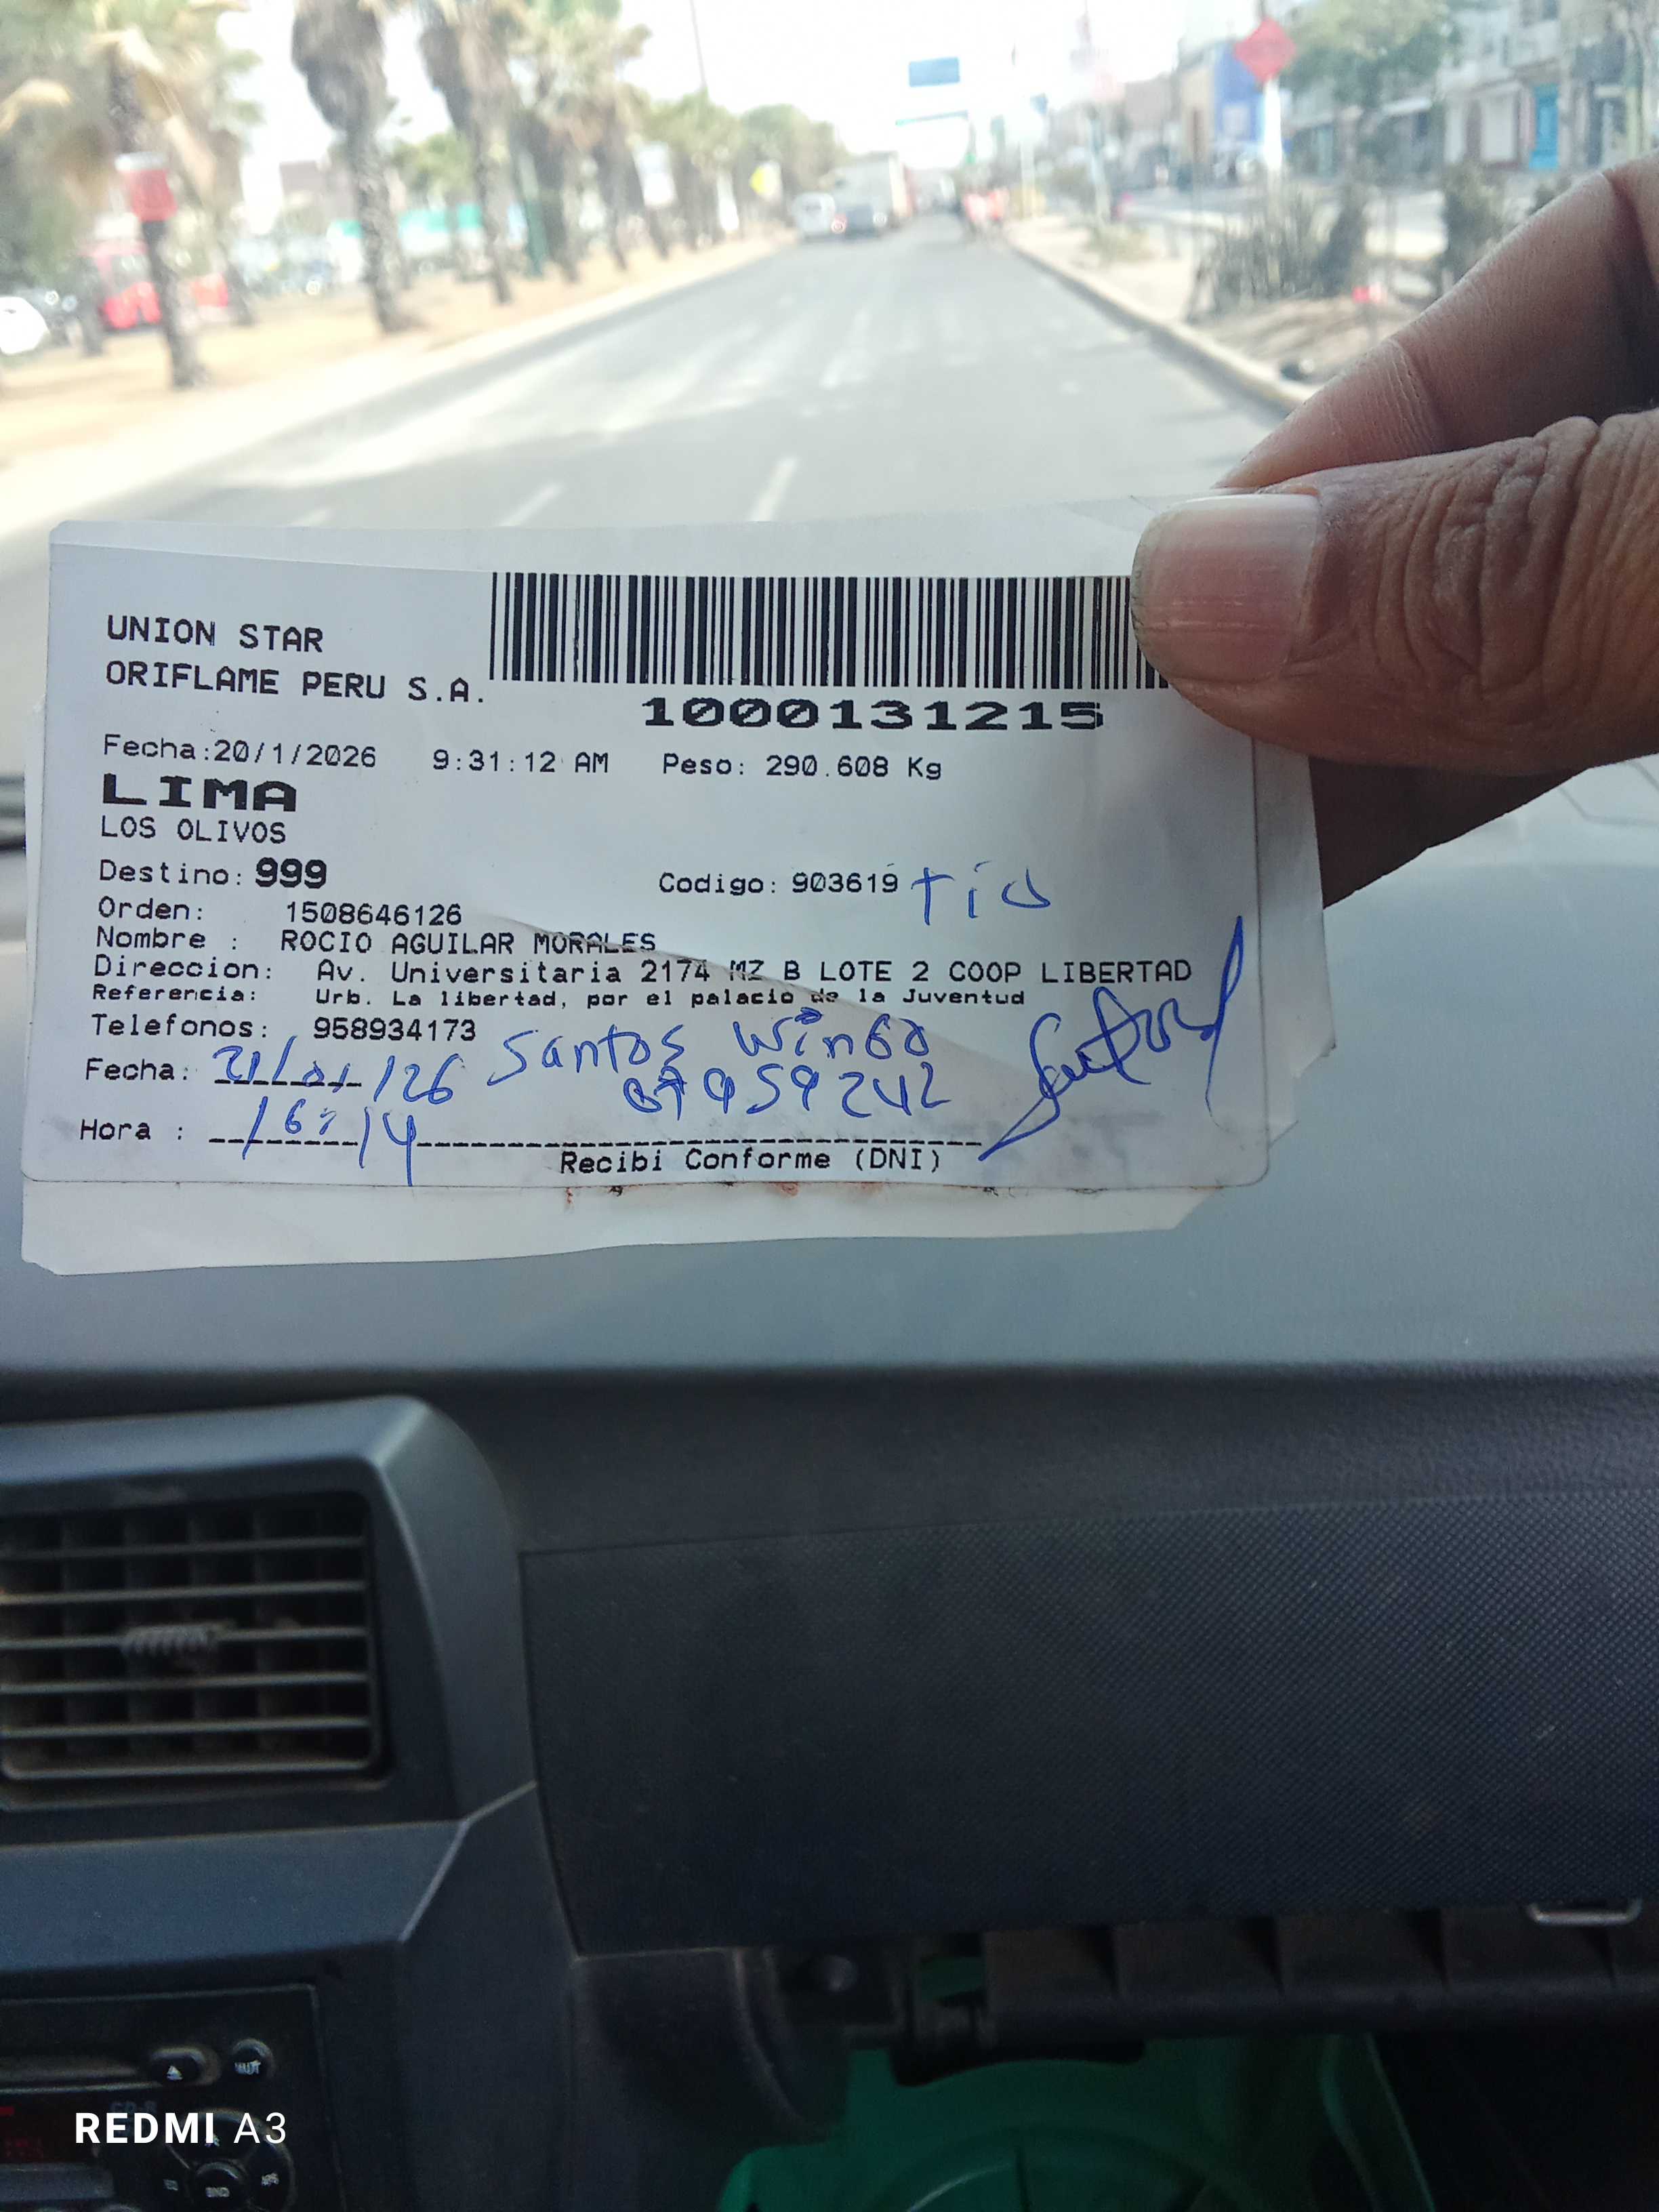 UNION STAR
ORIFLAME PERU S.A.
1000131215
Fecha:20/1/2026 9:31:12 AM Peso: 290.608 Kg
LIMA
LOS OLIVOS
Destino: 999 Codigo: 903619 tio
Orden: 1508646126
Nombre : ROCIO AGUILAR MORALES
Direccion: Av. Universitaria 2174 MZ B LOTE 2 COOP LIBERTAD
Referencia: Urb. La libertad, por el palacio de la Juventud
Telefonos: 958934173
Santos
Fecha: 21/01/26
Hora : 16:14
Recibi Conforme (DNI)
MUT
BND
REDMI A3